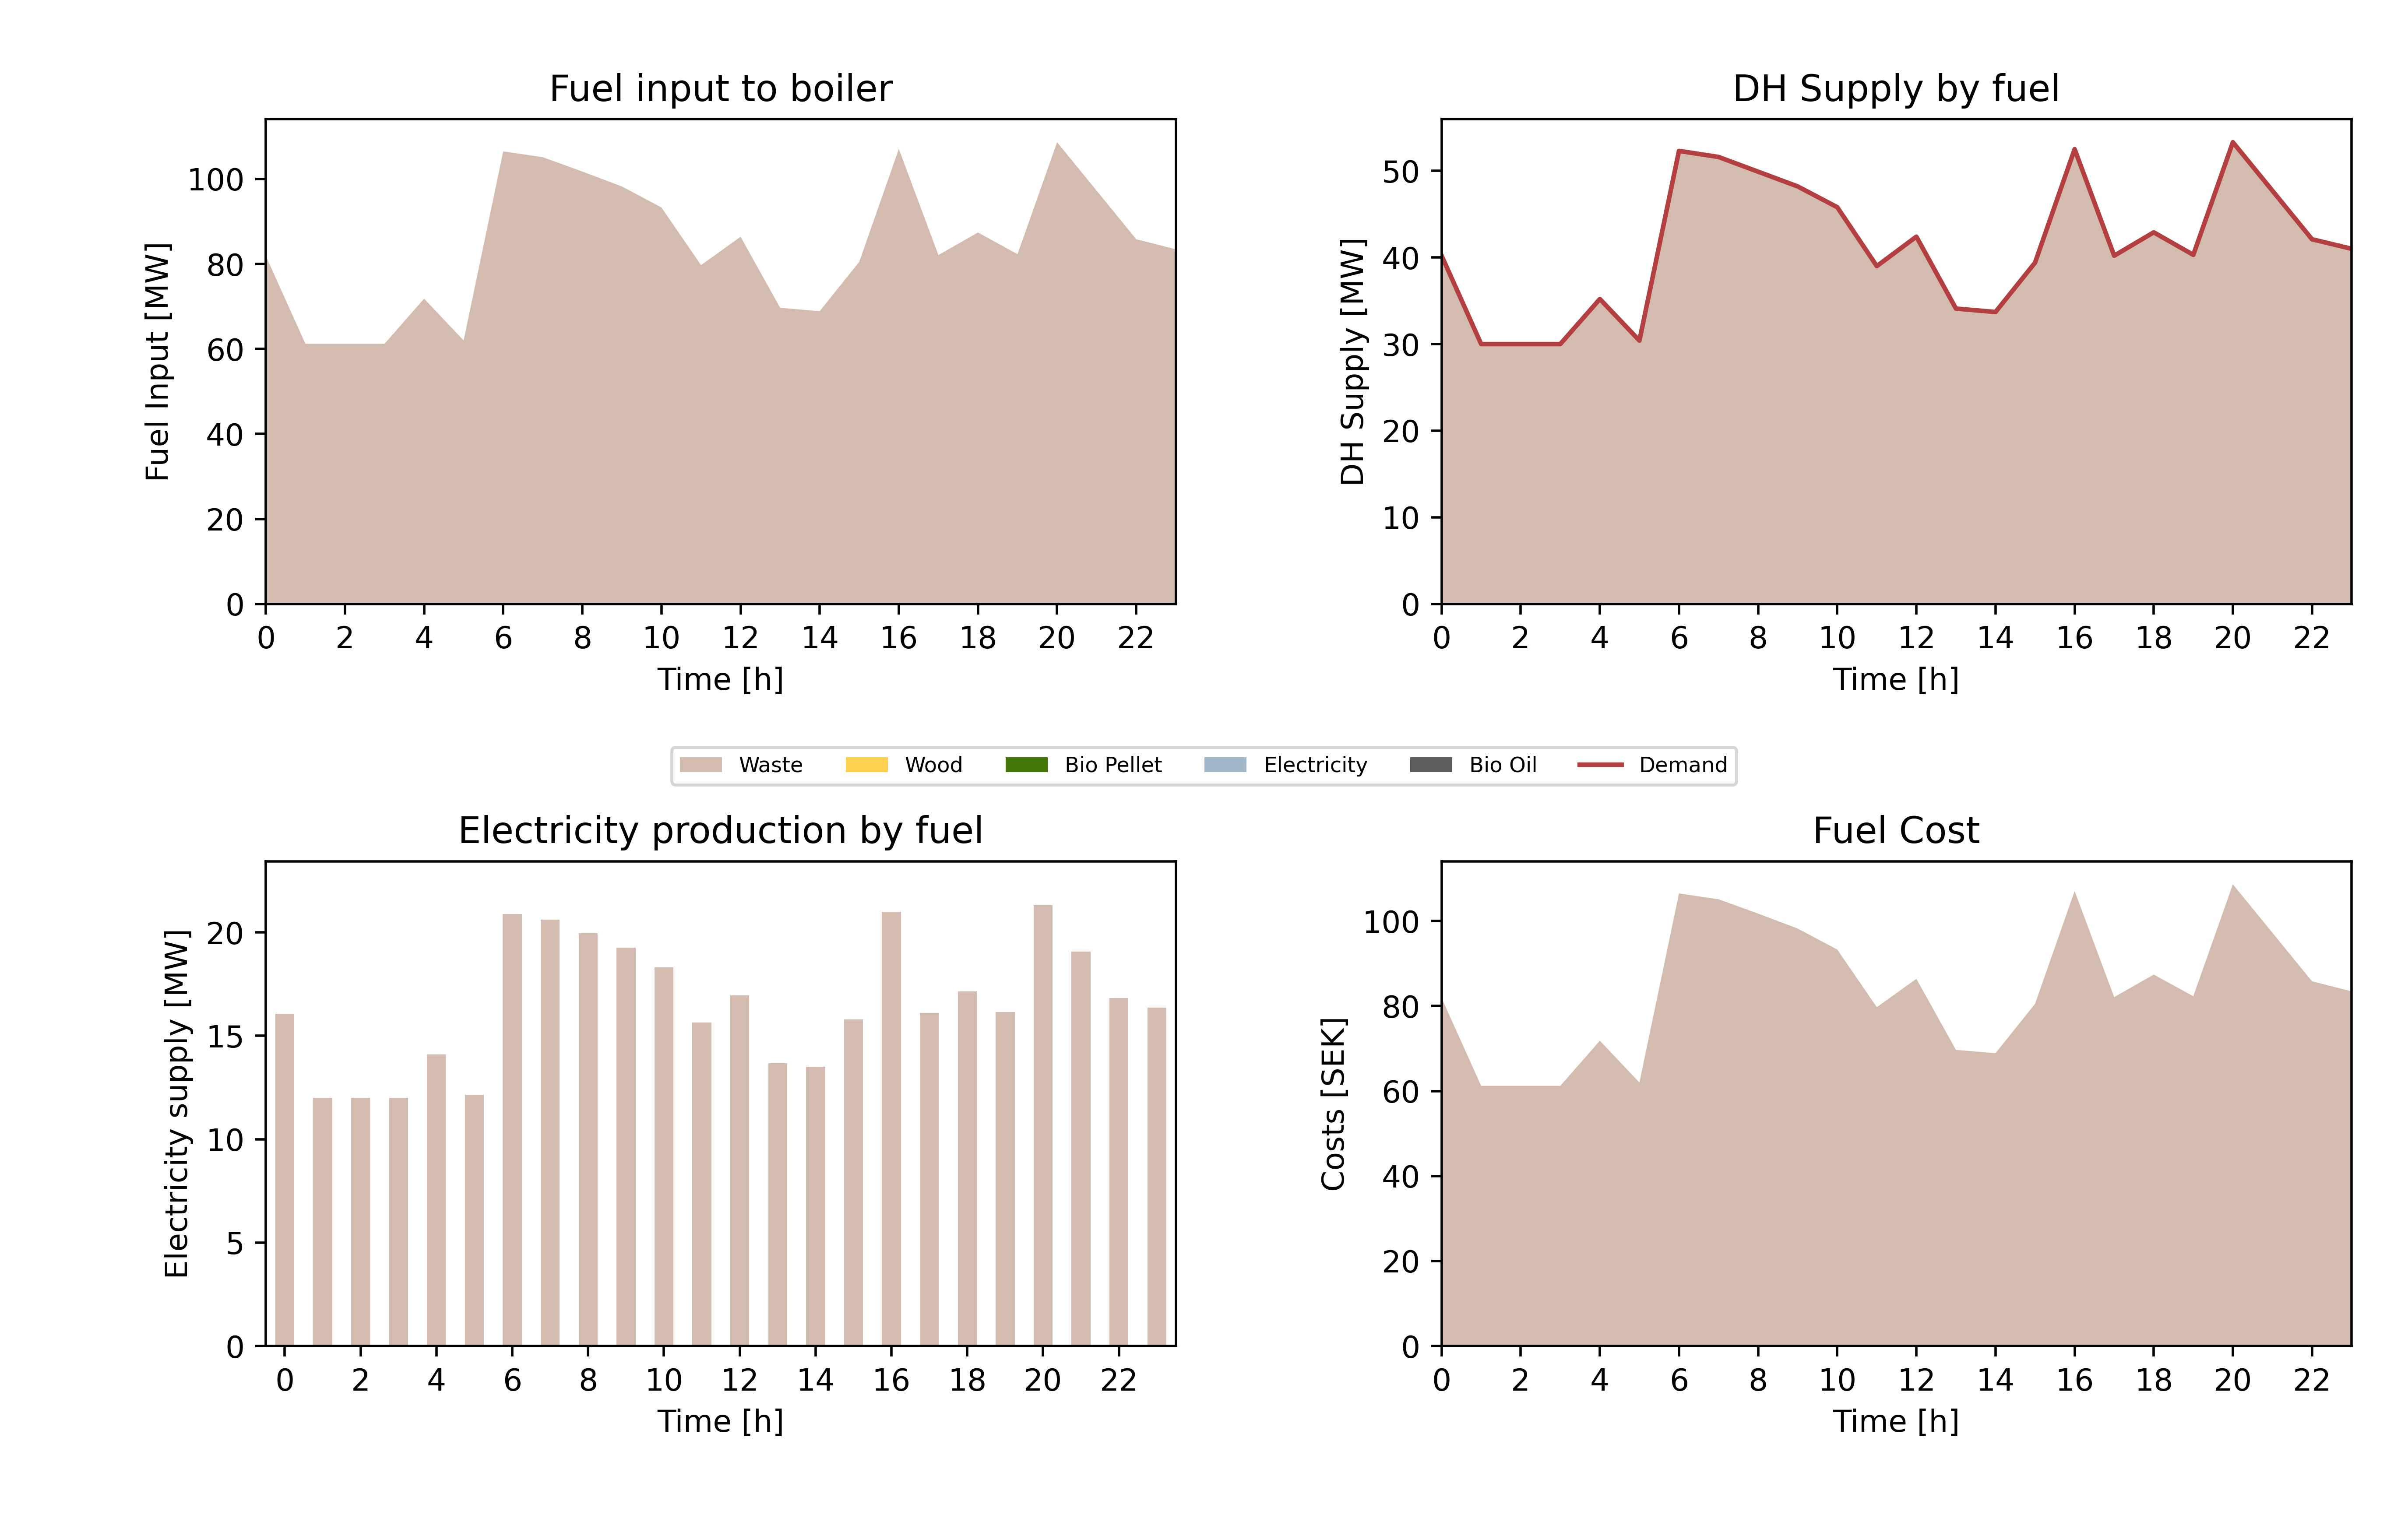 Fuel input to boiler
Fuel Input [MW]
100
80
60
40
20
0
0 2 4 6 8 10 12 14 16 18 20 22
Time [h]
DH Supply by fuel
DH Supply [MW]
50
40
30
20
10
0
0 2 4 6 8 10 12 14 16 18 20 22
Time [h]
Waste Wood Bio Pellet Electricity Bio Oil Demand
Electricity production by fuel
Electricity supply [MW]
20
15
10
5
0
0 2 4 6 8 10 12 14 16 18 20 22
Time [h]
Fuel Cost
Costs [SEK]
100
80
60
40
20
0
0 2 4 6 8 10 12 14 16 18 20 22
Time [h]